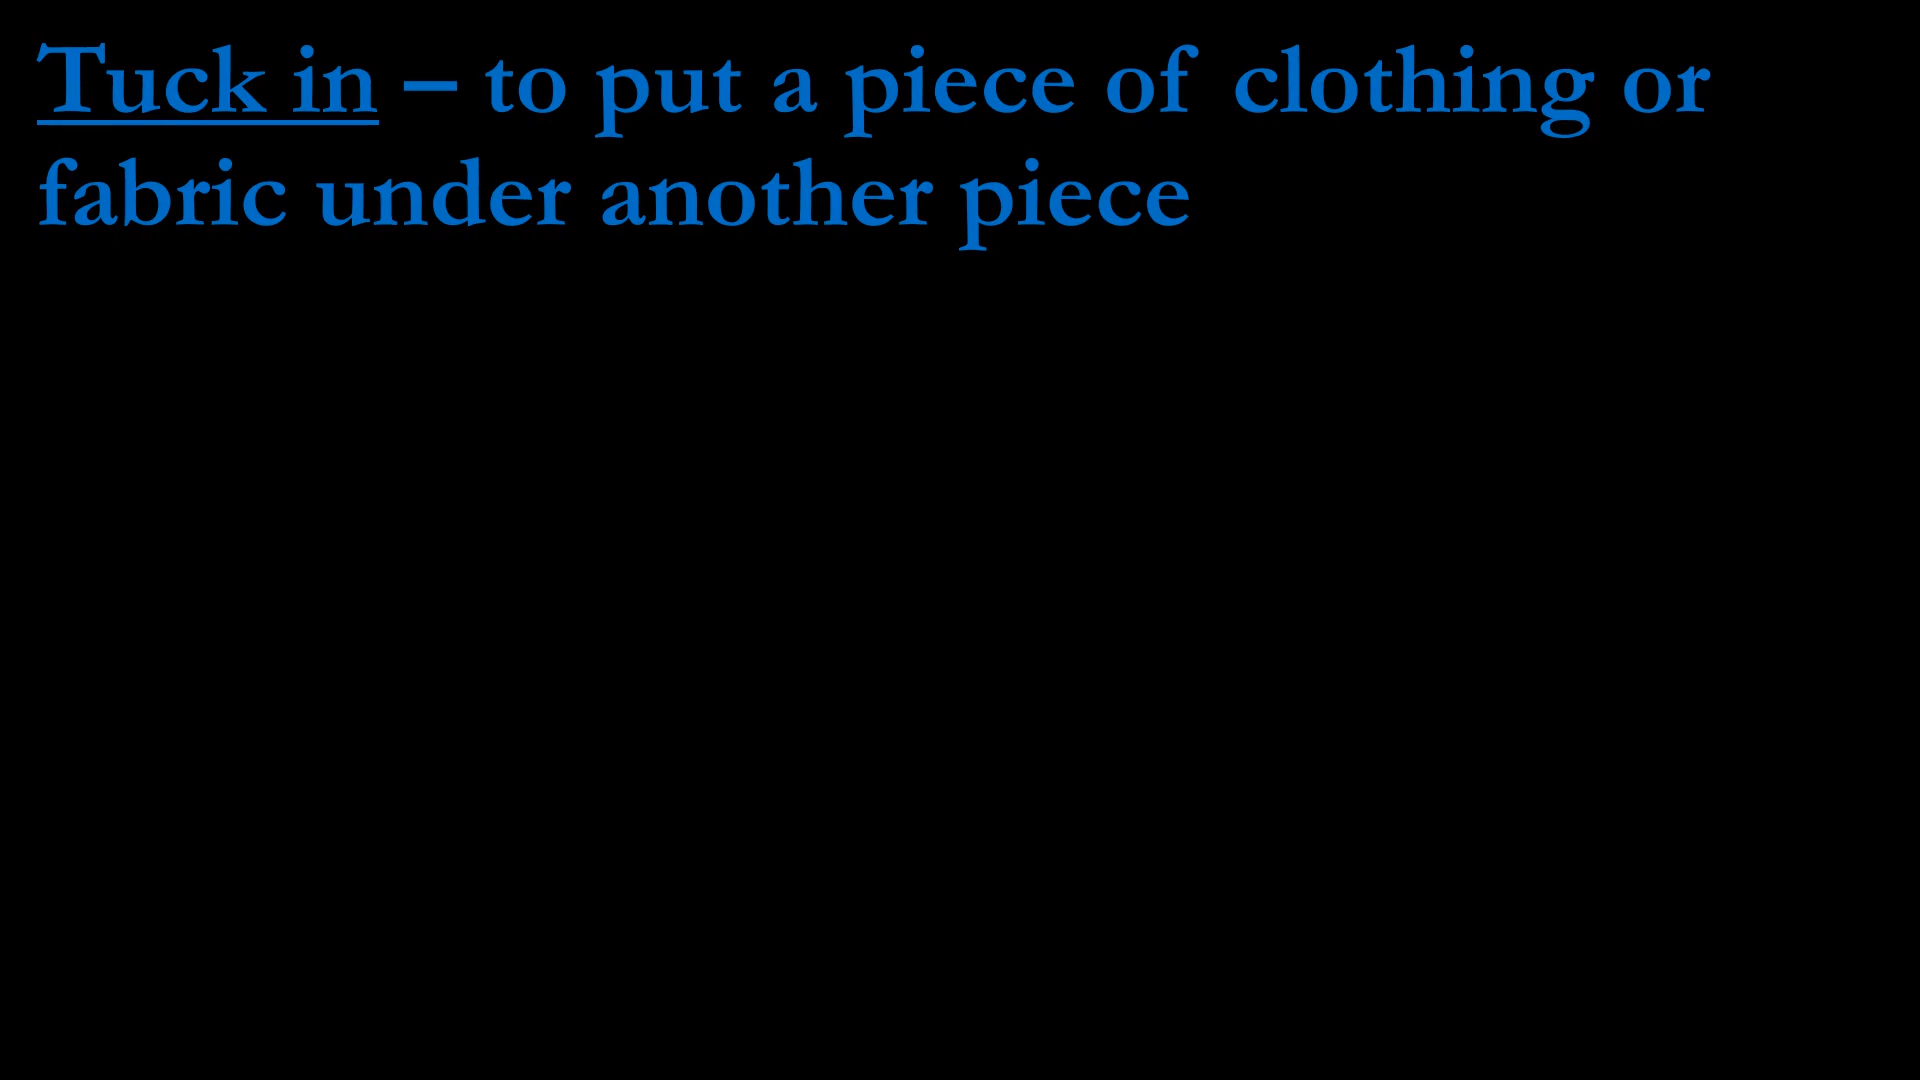 Tuck in – to put a piece of clothing or
fabric under another piece